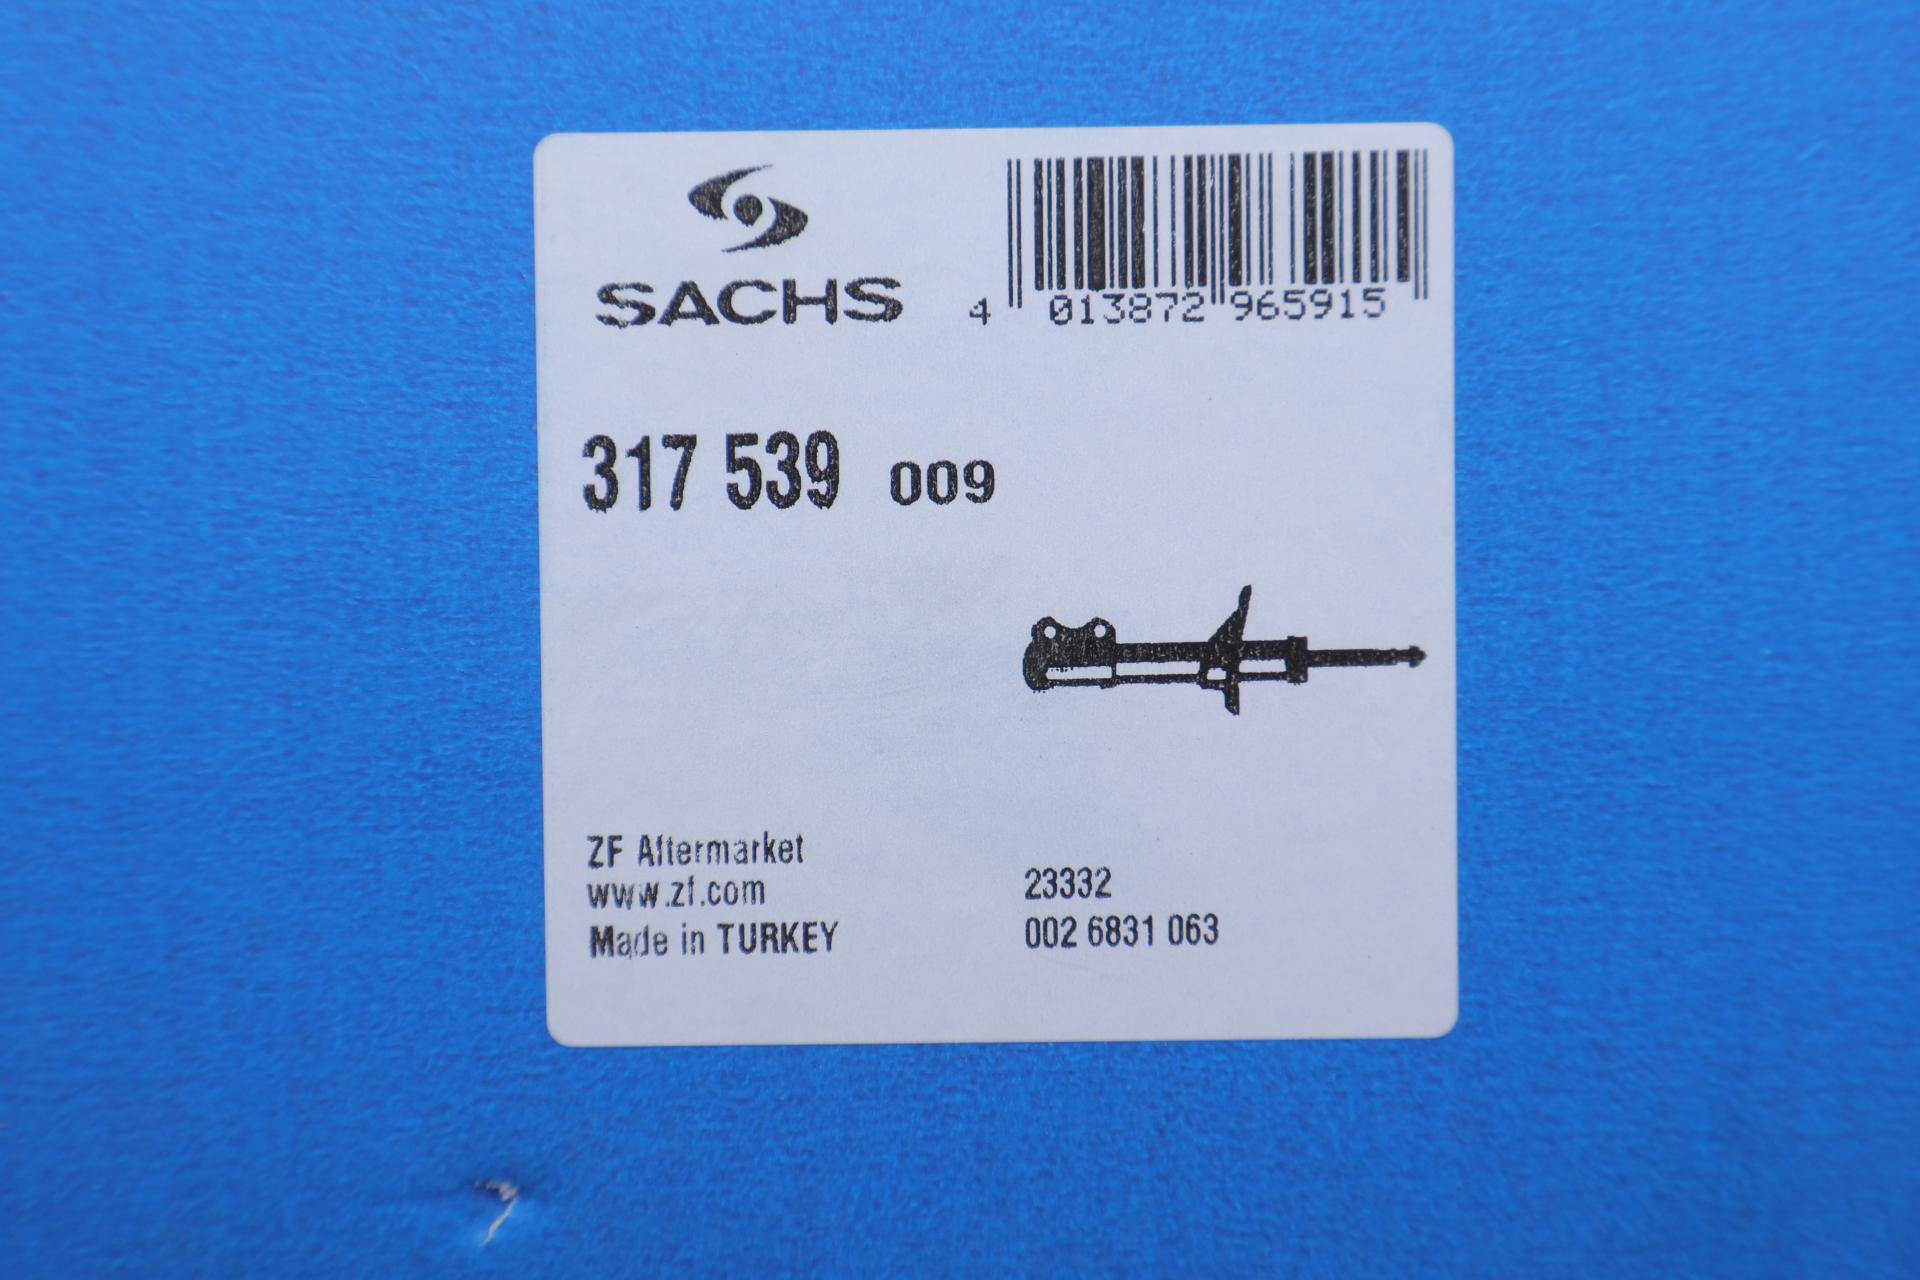 SACHS
4 013872 965915
317 539 009
ZF Aftermarket
www.zf.com
Made in TURKEY
23332
002 6831 063